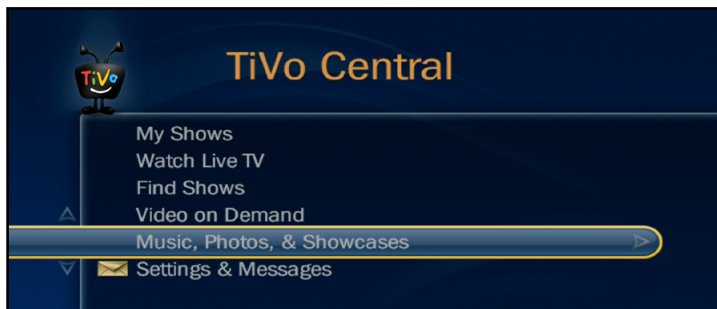 TiVo
TiVo Central
My Shows
Watch Live TV
Find Shows
Video on Demand
Music, Photos, & Showcases
Settings & Messages